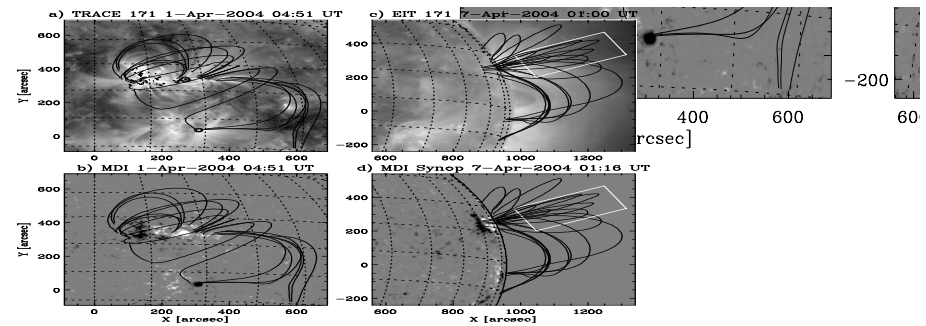 a) TRACE 171 1-Apr-2004 04:51 UT
c) EIT 171 7-Apr-2004 01:00 UT
600
400
200
0
Y [arcsec]
0 200 400 600
600
400
200
0
-200
800 1000 1200
-200
400 600
rcsec]
60
b) MDI 1-Apr-2004 04:51 UT
d) MDI Synop 7-Apr-2004 01:16 UT
600
400
200
0
Y [arcsec]
0 200 400 600
X [arcsec]
400
200
0
-200
800 1000 1200
X [arcsec]